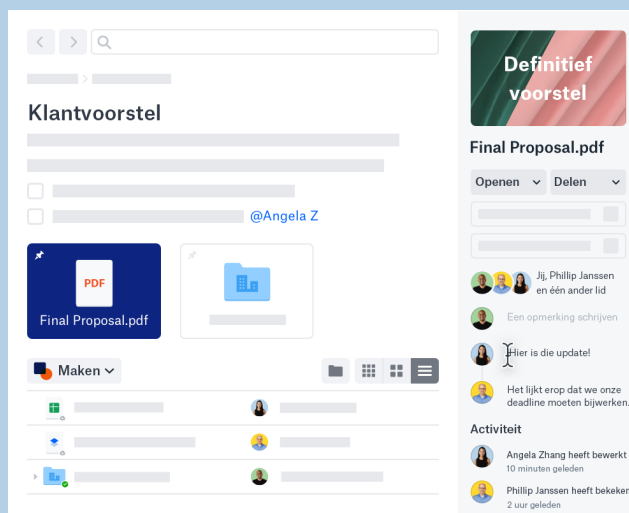 Klantvoorstel
@Angela Z
PDF
Final Proposal.pdf
Maken
Definitief
voorstel
Final Proposal.pdf
Openen
Delen
Jij, Phillip Janssen
en één ander lid
Een opmerking schrijven
Hier is die update!
Het lijkt erop dat we onze
deadline moeten bijwerken.
Activiteit
Angela Zhang heeft bewerkt
10 minuten geleden
Phillip Janssen heeft bekeken
2 uur geleden